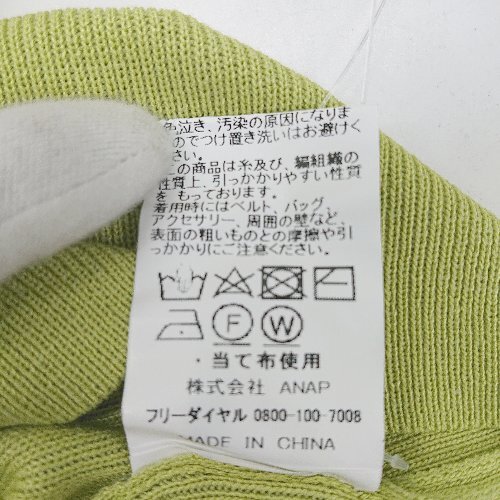 色泣き、汚染の原因になりま
のでつけ置き洗いはお避けく
さい。
この商品は糸及び、編組織の
性質上、引っかかりやすい性質
をもっております。
着用時にはベルト、バッグ、
アクセサリー、周囲の壁など、
表面の粗いものとの摩擦や引
っかかりにご注意ください。
F W
・当て布使用
株式会社 ANAP
フリーダイヤル 0800-100-7008
MADE IN CHINA